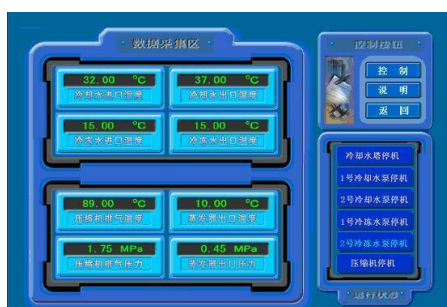 数据采集区
32.00 °C
37.00 °C
冷却水进口温度
冷却水出口温度
15.00 °C
15.00 °C
冷冻水进口温度
冷冻水出口温度
89.00 °C
10.00 °C
压缩机排气温度
蒸发器出口温度
1.75 MPa
0.45 MPa
压缩机排气压力
蒸发器出口压力
控制按钮
控 制
说 明
返 回
冷却水塔停机
1号冷却水泵停机
2号冷却水泵停机
1号冷冻水泵停机
2号冷冻水泵停机
压缩机停机
运行状态